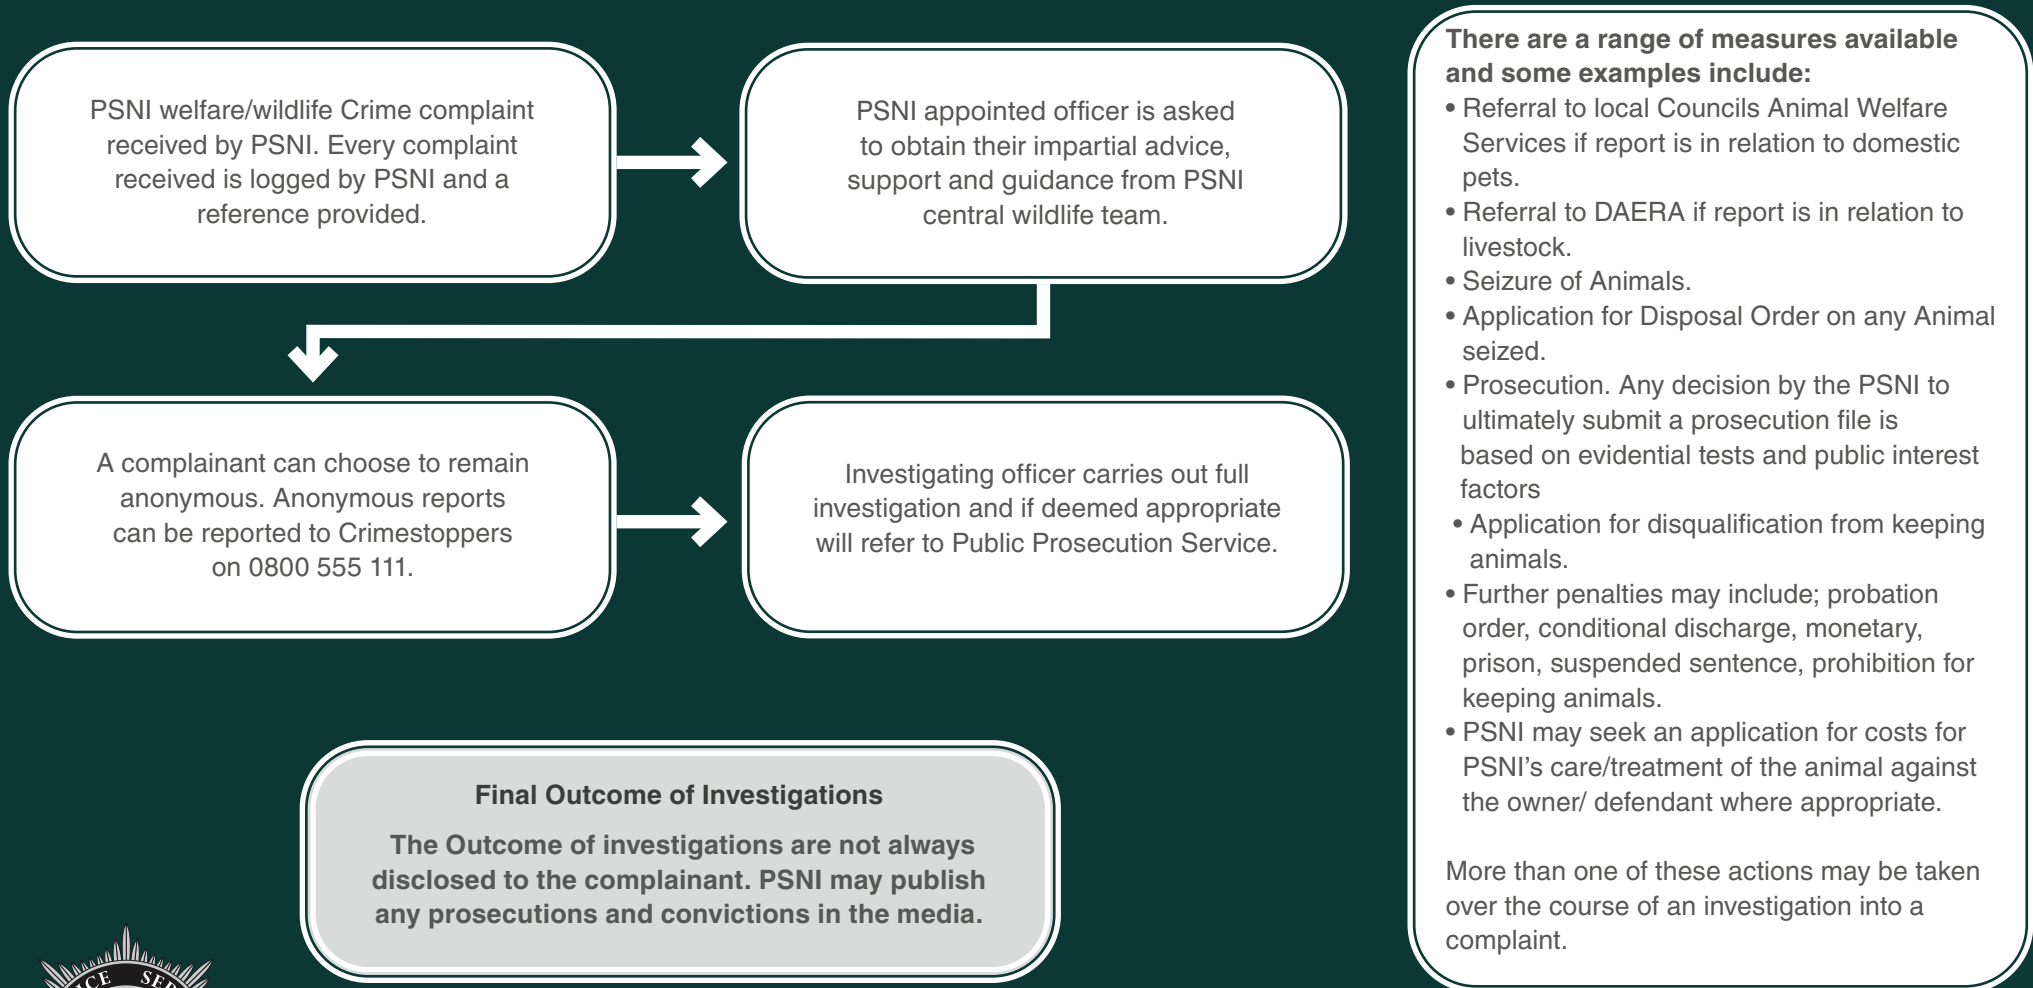 PSNI welfare/wildlife Crime complaint
received by PSNI. Every complaint
received is logged by PSNI and a
reference provided.
PSNI appointed officer is asked
to obtain their impartial advice,
support and guidance from PSNI
central wildlife team.
A complainant can choose to remain
anonymous. Anonymous reports
can be reported to Crimestoppers
on 0800 555 111.
Investigating officer carries out full
investigation and if deemed appropriate
will refer to Public Prosecution Service.
Final Outcome of Investigations
The Outcome of investigations are not always
disclosed to the complainant. PSNI may publish
any prosecutions and convictions in the media.
There are a range of measures available
and some examples include:
• Referral to local Councils Animal Welfare
Services if report is in relation to domestic
pets.
• Referral to DAERA if report is in relation to
livestock.
• Seizure of Animals.
• Application for Disposal Order on any Animal
seized.
• Prosecution. Any decision by the PSNI to
ultimately submit a prosecution file is
based on evidential tests and public interest
factors
• Application for disqualification from keeping
animals.
• Further penalties may include; probation
order, conditional discharge, monetary,
prison, suspended sentence, prohibition for
keeping animals.
• PSNI may seek an application for costs for
PSNI’s care/treatment of the animal against
the owner/ defendant where appropriate.
More than one of these actions may be taken
over the course of an investigation into a
complaint.